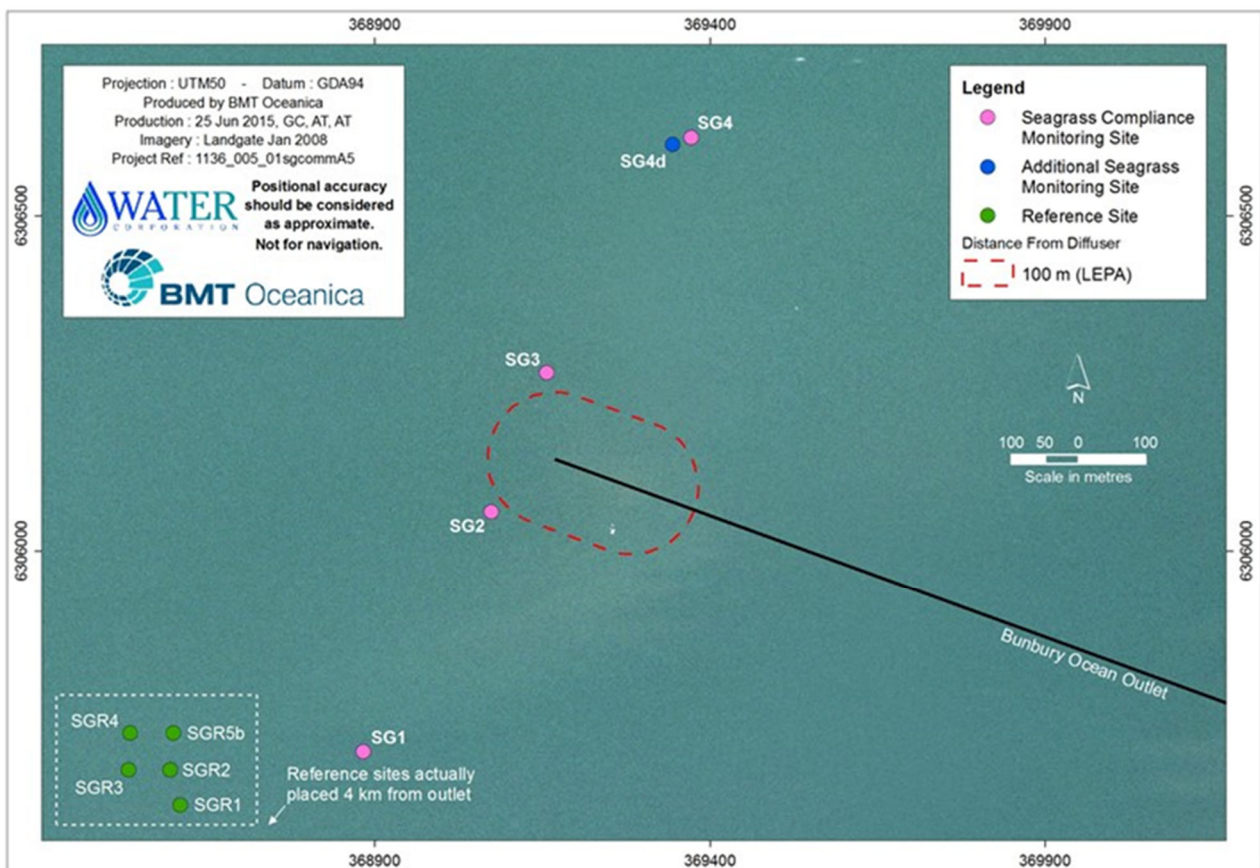 368900
369400
369900
Projection : UTM50 - Datum : GDA94
Produced by BMT Oceanica
Production : 25 Jun 2015, GC, AT, AT
Imagery : Landgate Jan 2008
Project Ref : 1136_005_01sgcommA5
WATER
CORPORATION
Positional accuracy
should be considered
as approximate.
Not for navigation.
BMT Oceanica
Legend
Seagrass Compliance
Monitoring Site
Additional Seagrass
Monitoring Site
Reference Site
Distance From Diffuser
100 m (LEPA)
SG4
SG4d
6306500
6306500
SG3
N
100 50 0 100
Scale in metres
SG2
6306000
6306000
Bunbury Ocean Outlet
SGR4
SGR5b
SGR3
SGR2
SGR1
SG1
Reference sites actually
placed 4 km from outlet
368900
369400
369900